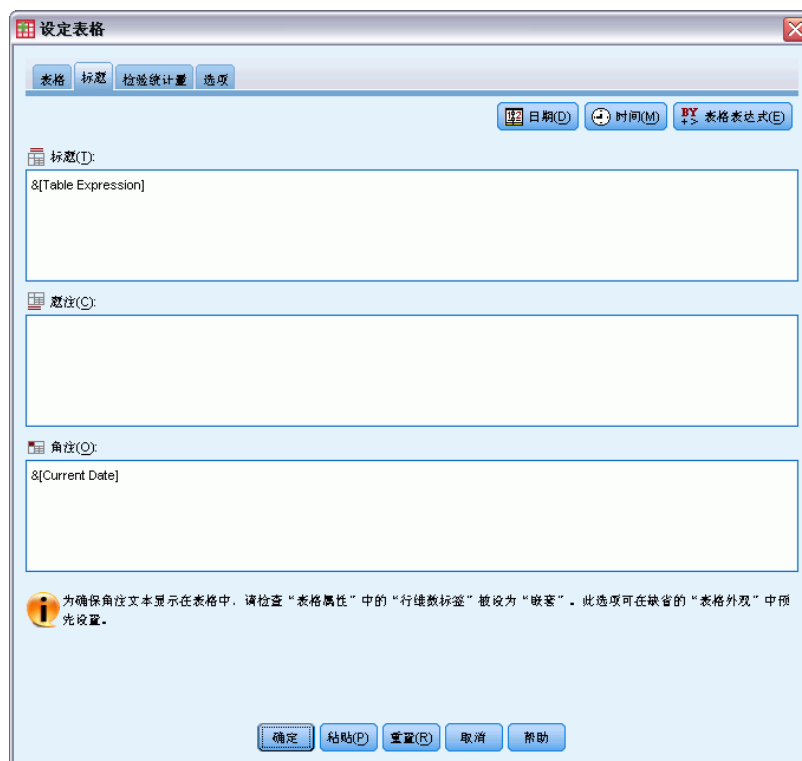 设定表格
表格 标题 检验统计量 选项
日期(D) 时间(M) BY +> 表格表达式(E)
标题(T):
&[Table Expression]
题注(C):
角注(O):
&[Current Date]
为确保角注文本显示在表格中，请检查“表格属性”中的“行维数标签”被设为“嵌套”。此选项可在缺省的“表格外观”中预
先设置。
确定 粘贴(P) 重置(R) 取消 帮助